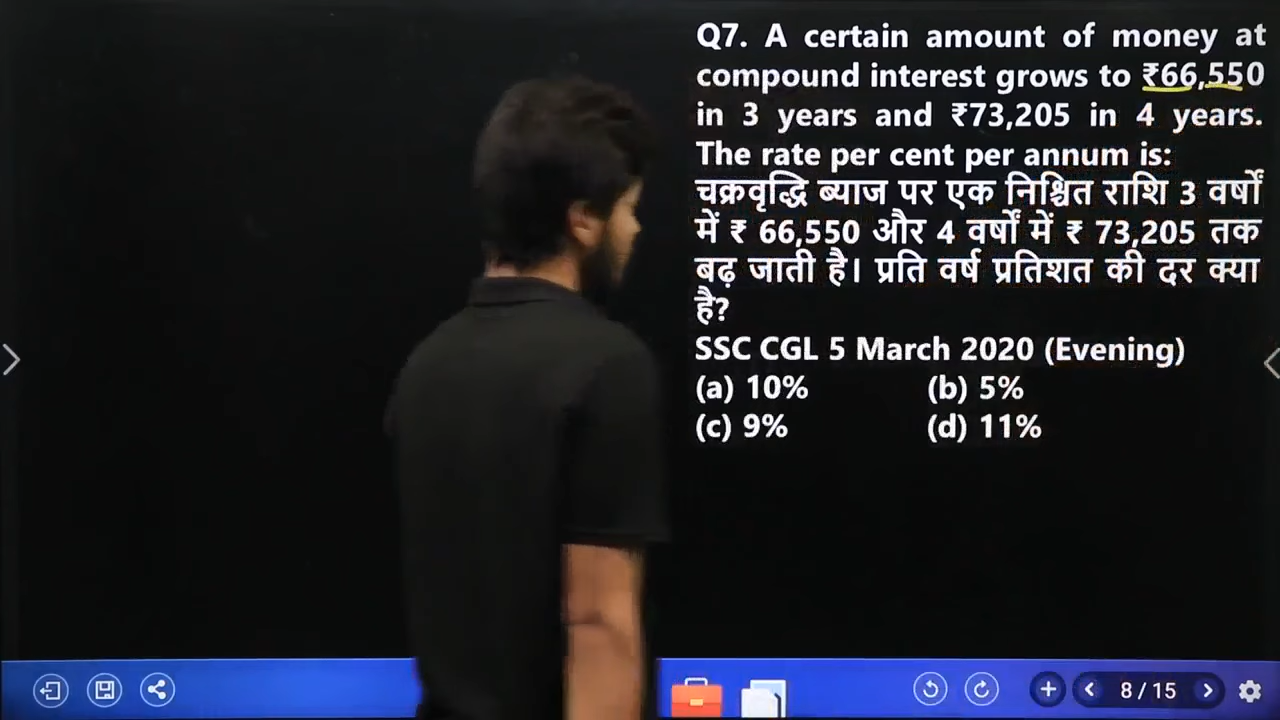 Q7. A certain amount of money at
compound interest grows to ₹66,550
in 3 years and ₹73,205 in 4 years.
The rate per cent per annum is:
चक्रवृद्धि ब्याज पर एक निश्चित राशि 3 वर्षों
में ₹ 66,550 और 4 वर्षों में ₹ 73,205 तक
बढ़ जाती है। प्रति वर्ष प्रतिशत की दर क्या
है?
SSC CGL 5 March 2020 (Evening)
(a) 10% (b) 5%
(c) 9% (d) 11%
8 / 15